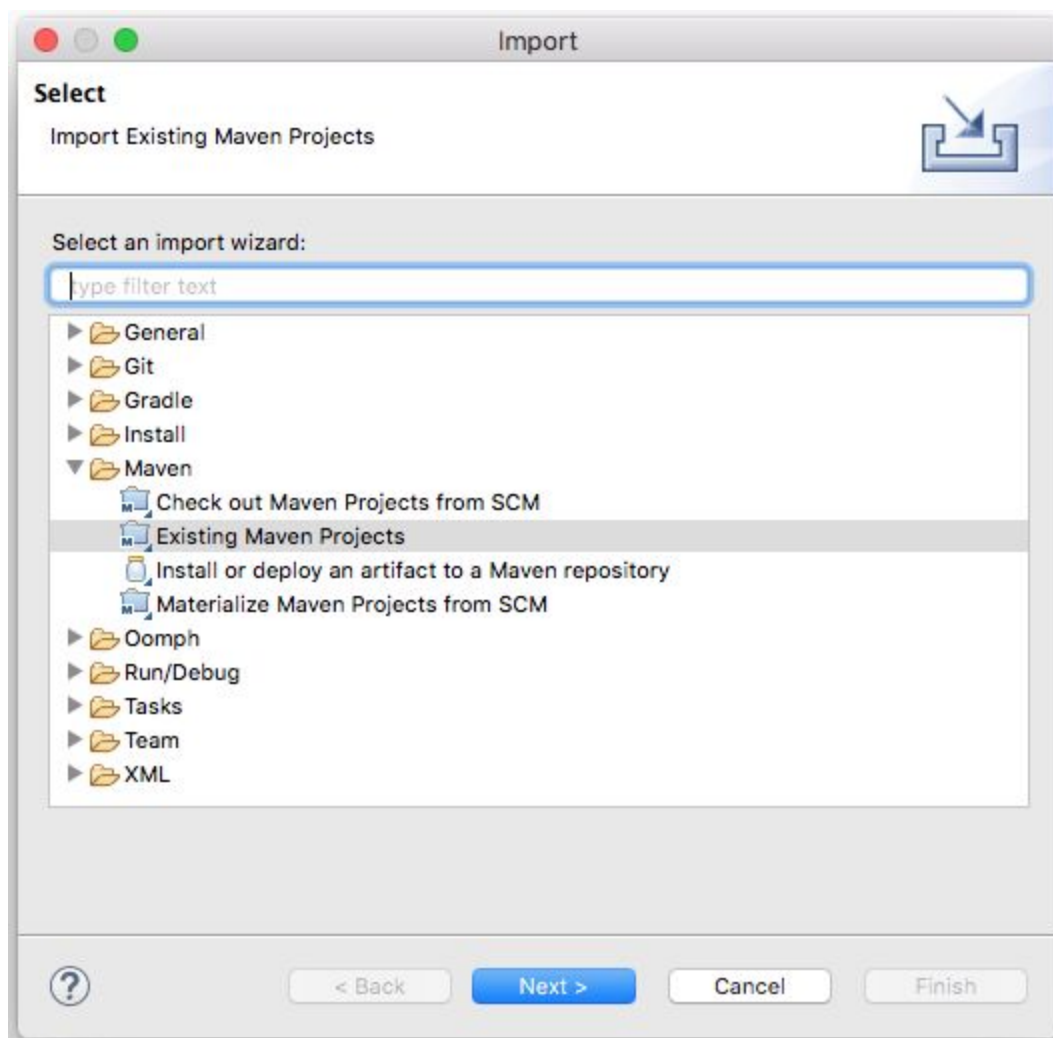 Import
Select
Import Existing Maven Projects
Select an import wizard:
type filter text
General
Git
Gradle
Install
Maven
M Check out Maven Projects from SCM
M Existing Maven Projects
Install or deploy an artifact to a Maven repository
M Materialize Maven Projects from SCM
Oomph
Run/Debug
Tasks
Team
XML
? < Back Next > Cancel Finish